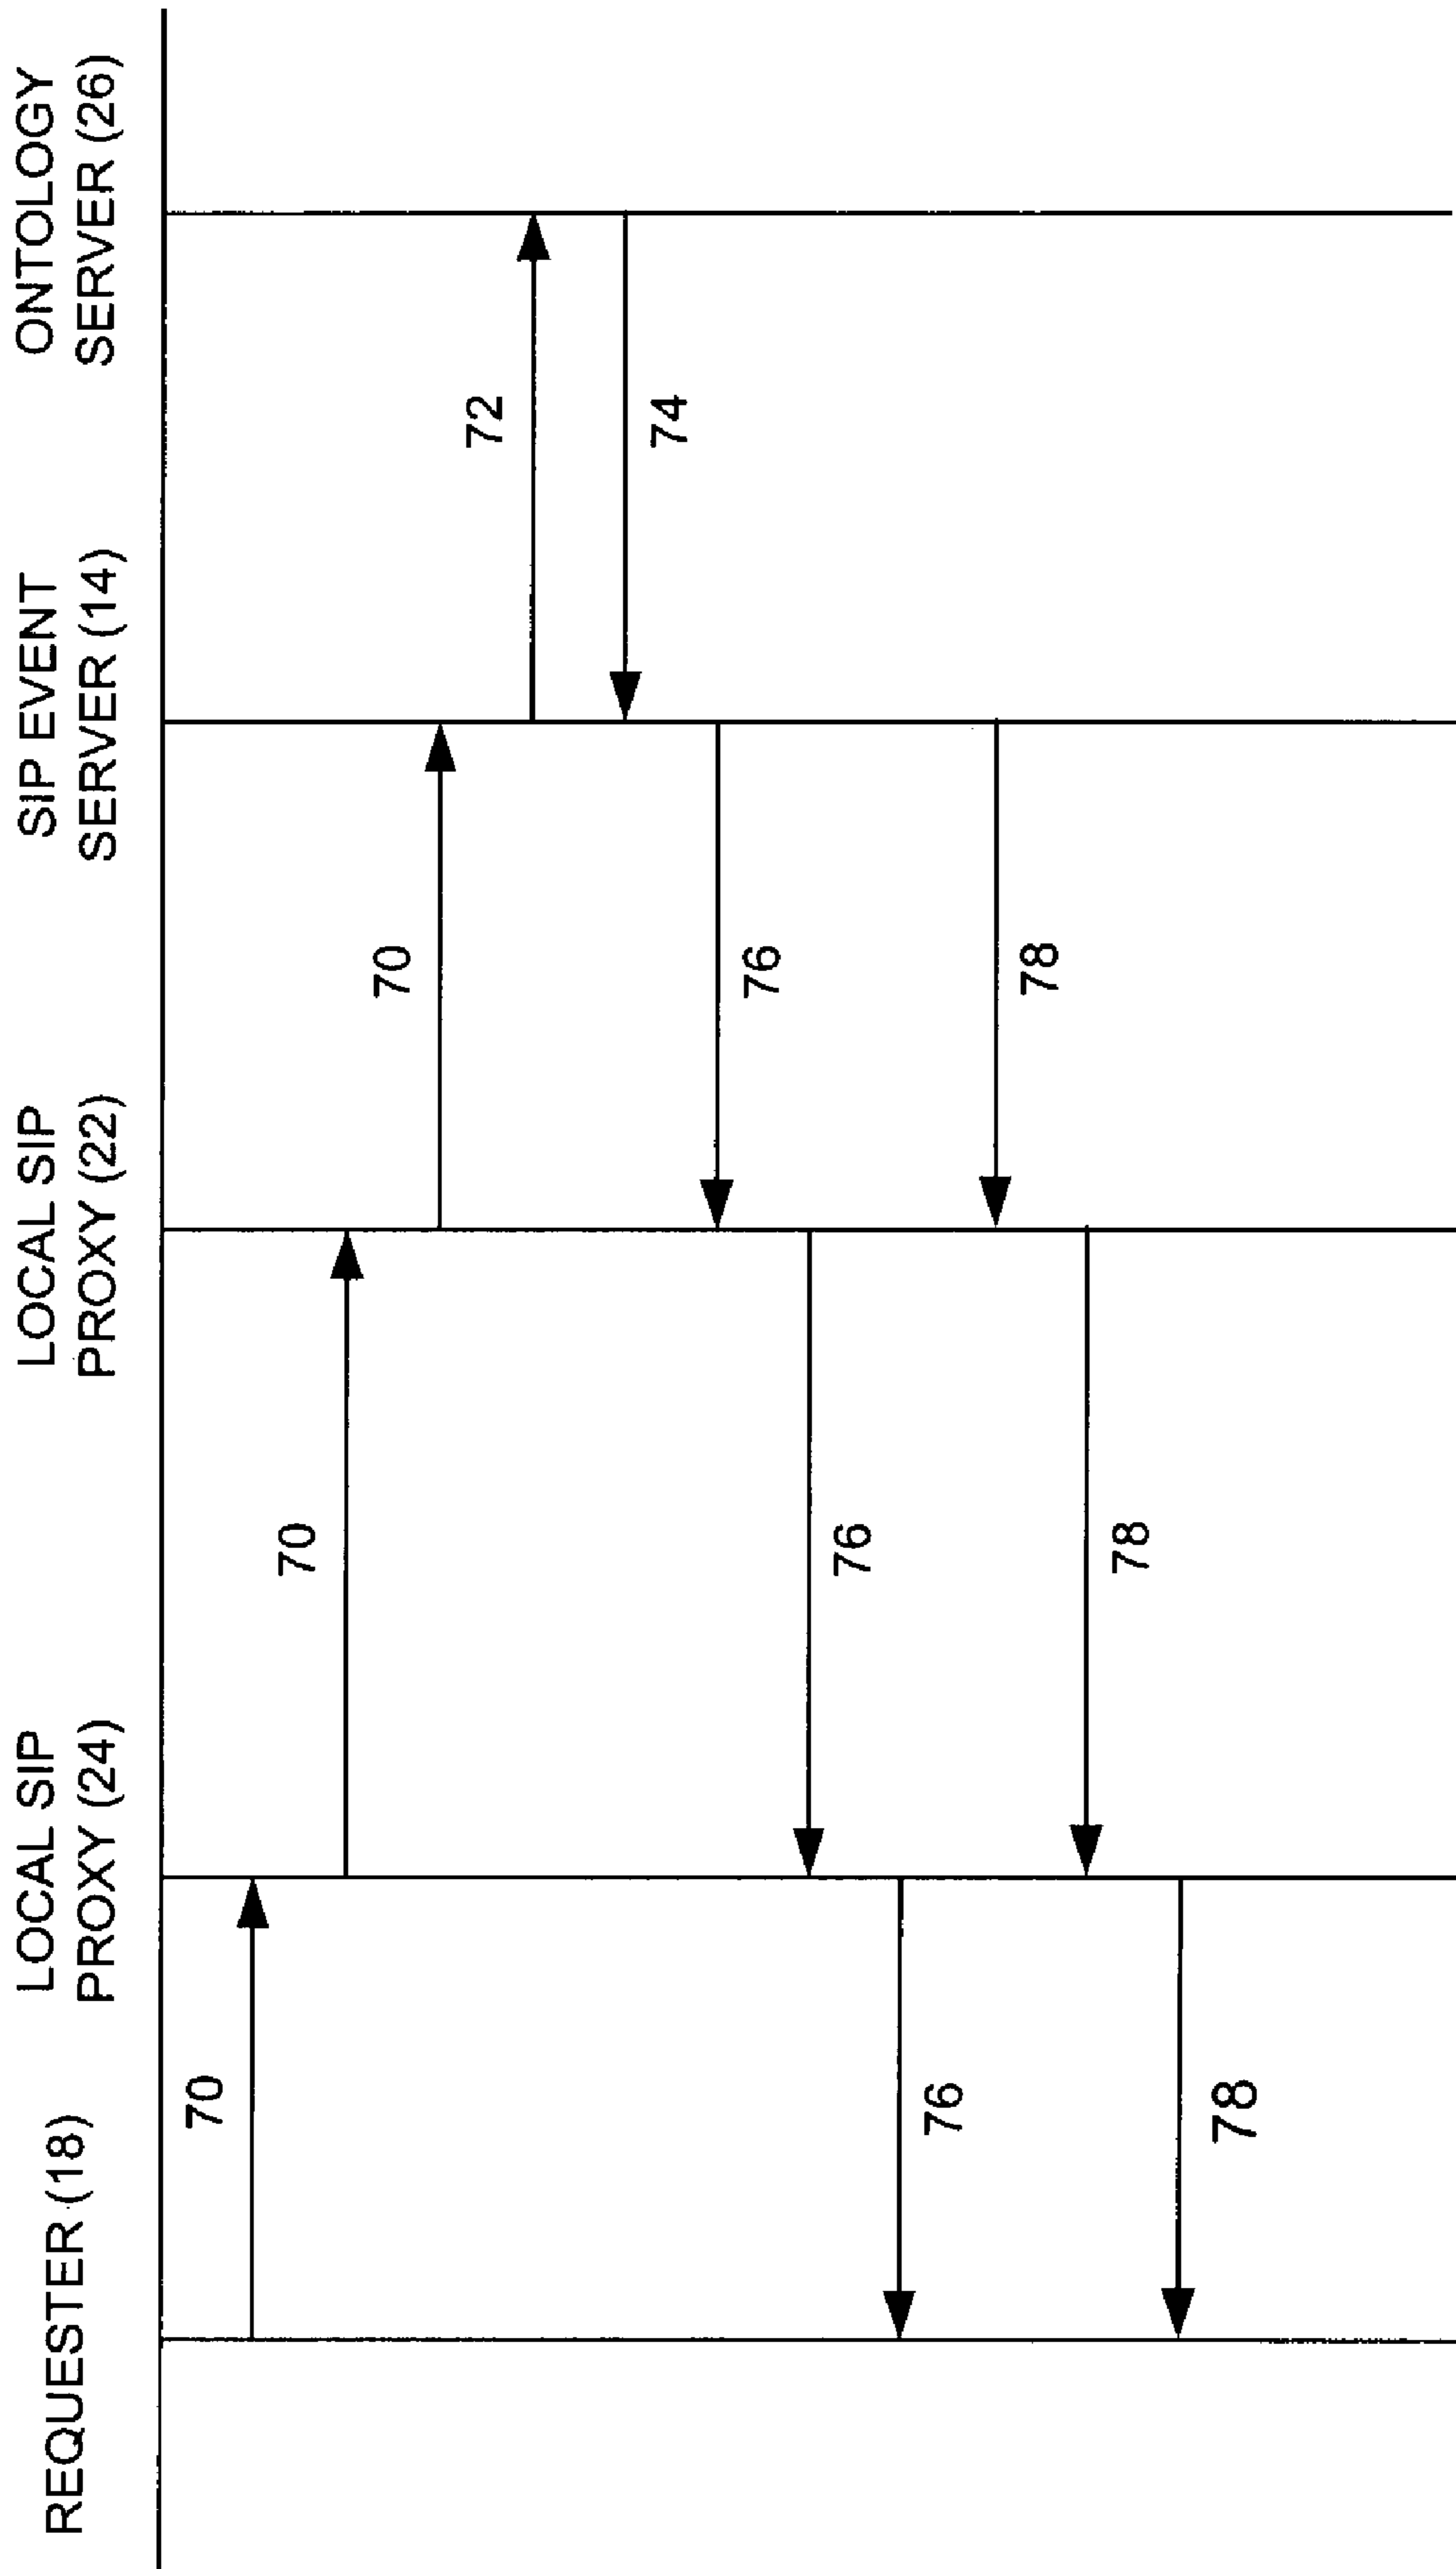 REQUESTER (18)
LOCAL SIP
PROXY (24)
LOCAL SIP
PROXY (22)
SIP EVENT
SERVER (14)
ONTOLOGY
SERVER (26)
70
70
70
72
74
76
76
76
78
78
78